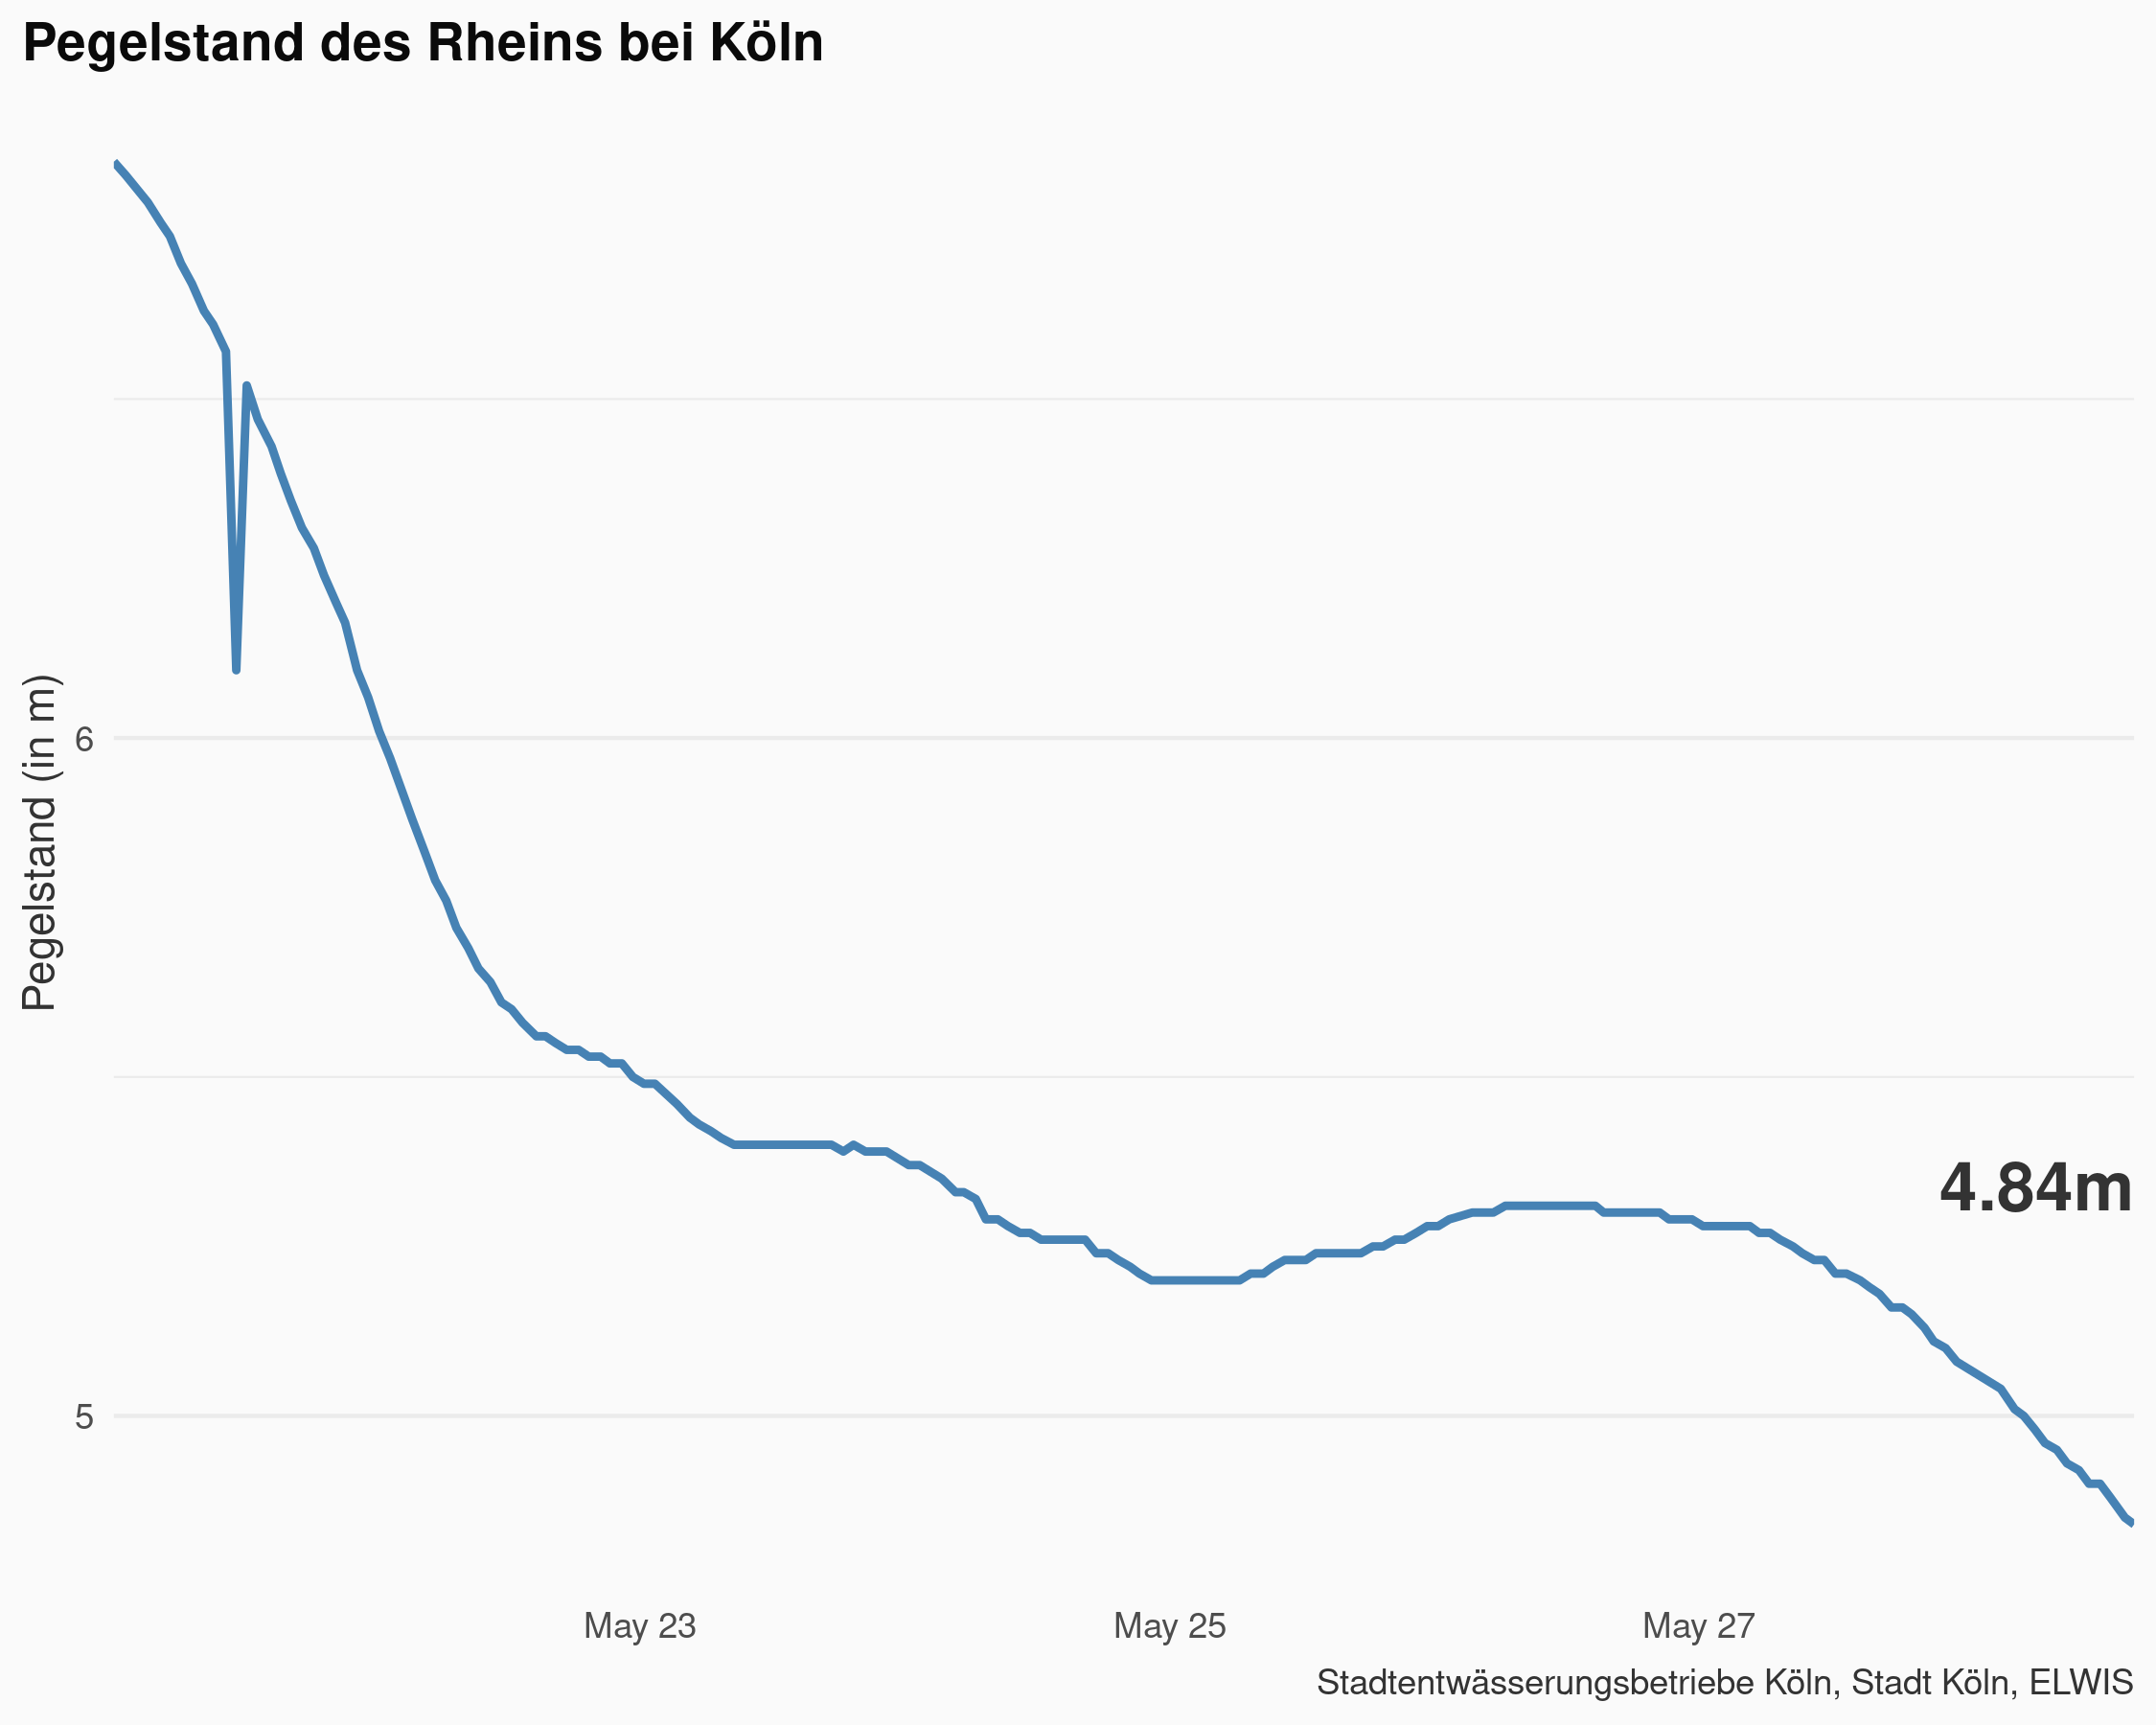 Pegelstand des Rheins bei Köln
Pegelstand (in m)
6
5
4.84m
May 23
May 25
May 27
Stadtentwässerungsbetriebe Köln, Stadt Köln, ELWIS